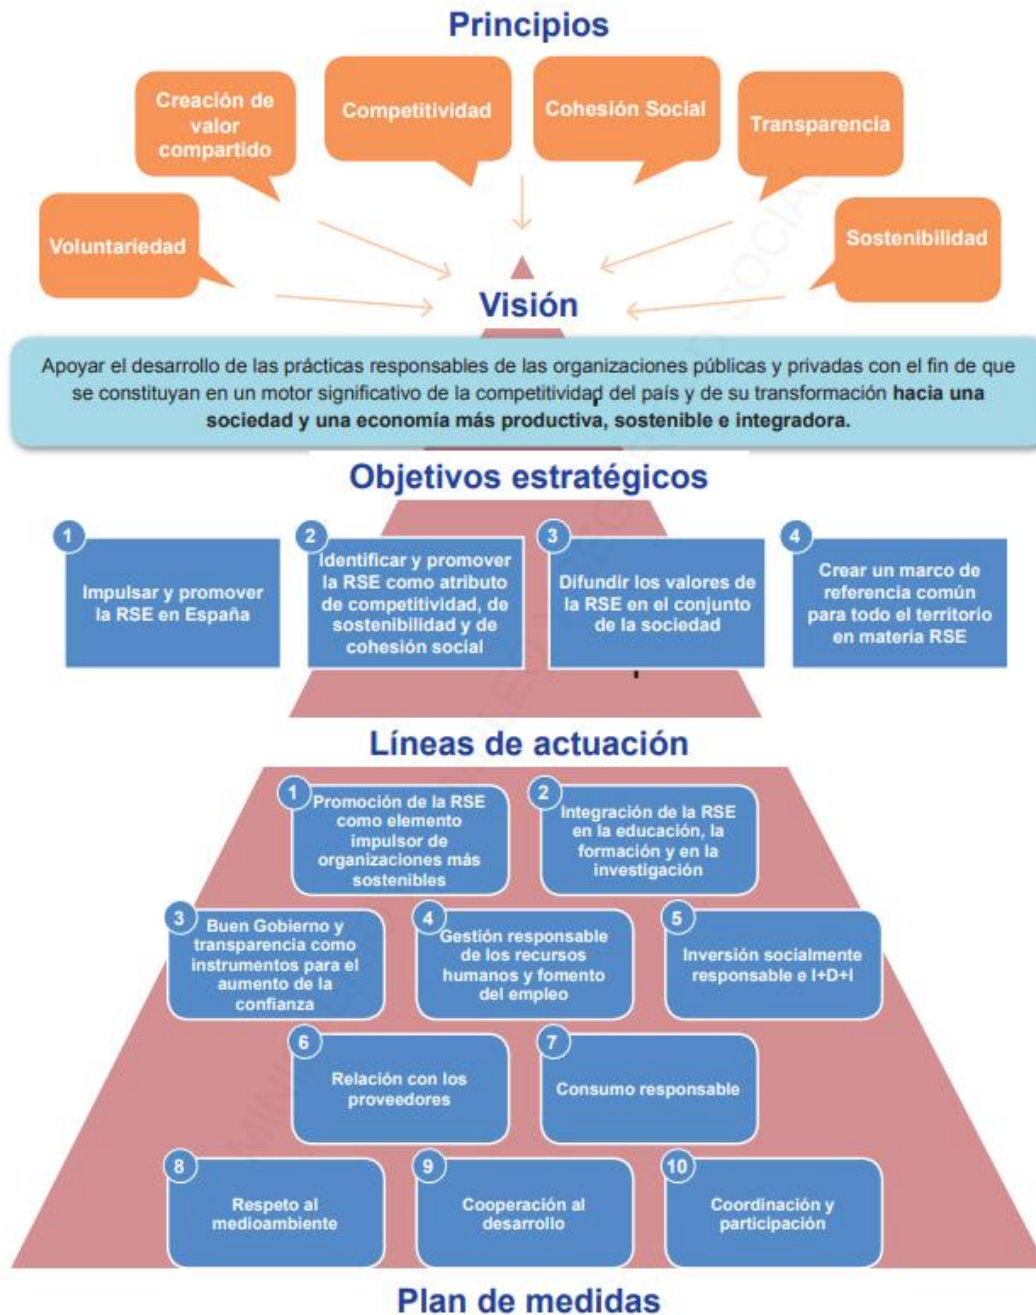 Principios
Creación de
valor
compartido
Competitividad
Cohesión Social
Transparencia
Voluntariedad
Sostenibilidad
Visión
Apoyar el desarrollo de las prácticas responsables de las organizaciones públicas y privadas con el fin de que
se constituyan en un motor significativo de la competitividad del país y de su transformación hacia una
sociedad y una economía más productiva, sostenible e integradora.
Objetivos estratégicos
1
Impulsar y promover
la RSE en España
2
Identificar y promover
la RSE como atributo
de competitividad, de
sostenibilidad y de
cohesión social
3
Difundir los valores de
la RSE en el conjunto
de la sociedad
4
Crear un marco de
referencia común
para todo el territorio
en materia RSE
Líneas de actuación
1
Promoción de la RSE
como elemento
impulsor de
organizaciones más
sostenibles
2
Integración de la RSE
en la educación, la
formación y en la
investigación
3
Buen Gobierno y
transparencia como
instrumentos para el
aumento de la
confianza
4
Gestión responsable
de los recursos
humanos y fomento
del empleo
5
Inversión socialmente
responsable e I+D+I
6
Relación con los
proveedores
7
Consumo responsable
8
Respeto al
medioambiente
9
Cooperación al
desarrollo
10
Coordinación y
participación
Plan de medidas